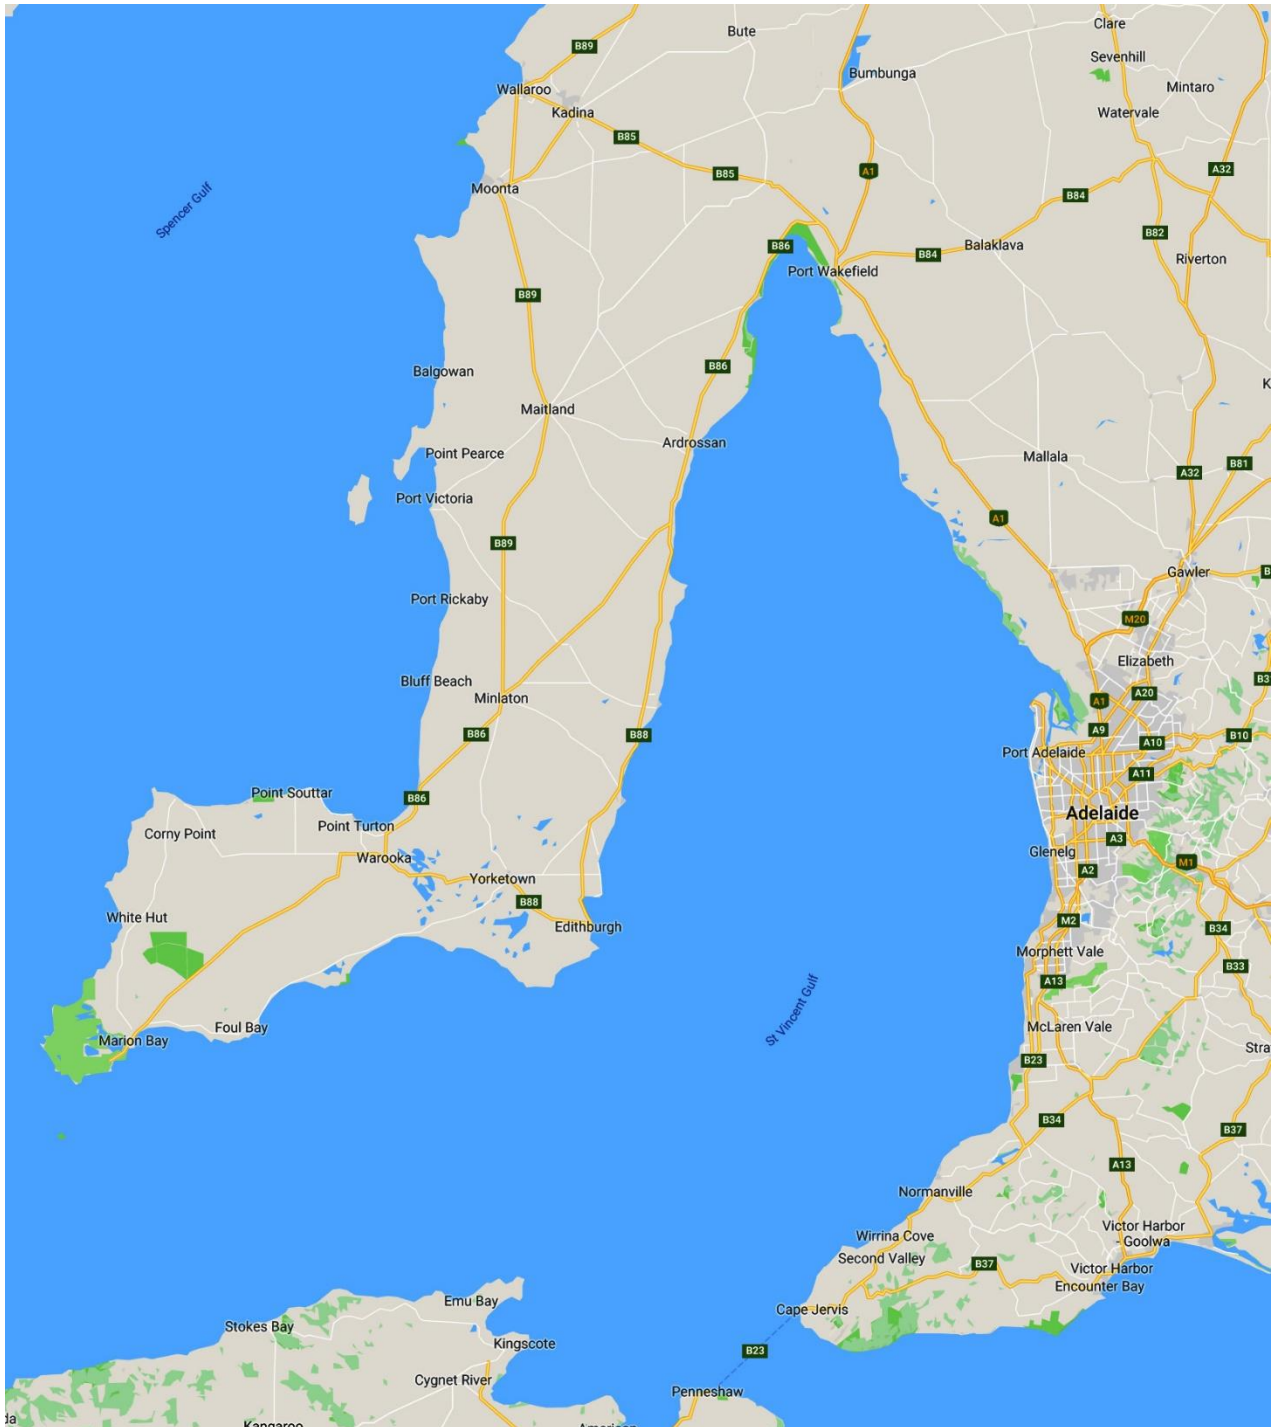 Clare
Bute
B89
Sevenhill
Bumbunga
Mintaro
Wallaroo
Kadina
Watervale
B85
A32
B85
A1
Moonta
B84
Spencer Gulf
B82
B86
Balaklava
B84
Riverton
Port Wakefield
B89
B86
Balgowan
K
Maitland
Ardrossan
Point Pearce
Mallala
B81
A32
Port Victoria
A1
B89
Gawler
B
Port Rickaby
M20
Elizabeth
Bluff Beach
B3
A20
Minlaton
A1
B86
B88
A9
B10
A10
Port Adelaide
A11
Point Souttar
B86
Adelaide
Point Turton
Corny Point
A3
Glenelg
Warooka
M1
A2
Yorketown
B88
White Hut
M2
Edithburgh
B34
Morphett Vale
B33
A13
St Vincent Gulf
Foul Bay
McLaren Vale
Marion Bay
Stra
B23
B34
B37
A13
Normanville
Victor Harbor
- Goolwa
Wirrina Cove
Second Valley
B37
Victor Harbor
Encounter Bay
Emu Bay
Cape Jervis
Stokes Bay
Kingscote
B23
Cygnet River
Penneshaw
da
Kangaroo
American